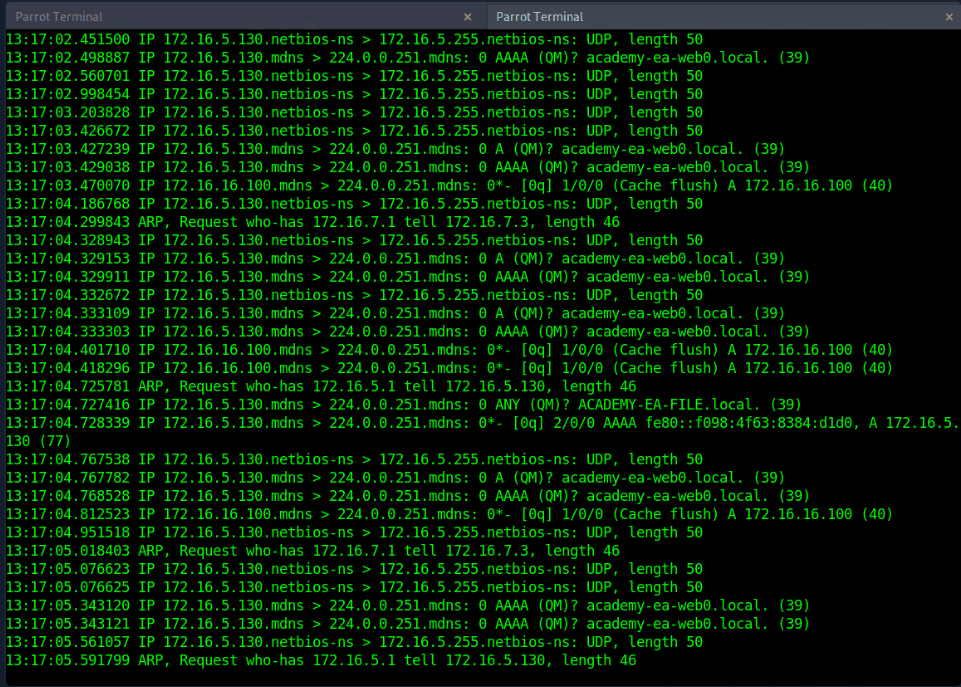 Parrot Terminal × Parrot Terminal ×
13:17:02.451500 IP 172.16.5.130.netbios-ns > 172.16.5.255.netbios-ns: UDP, length 50
13:17:02.498887 IP 172.16.5.130.mdns > 224.0.0.251.mdns: 0 AAAA (QM)? academy-ea-web0.local. (39)
13:17:02.560701 IP 172.16.5.130.netbios-ns > 172.16.5.255.netbios-ns: UDP, length 50
13:17:02.998454 IP 172.16.5.130.netbios-ns > 172.16.5.255.netbios-ns: UDP, length 50
13:17:03.203828 IP 172.16.5.130.netbios-ns > 172.16.5.255.netbios-ns: UDP, length 50
13:17:03.426672 IP 172.16.5.130.netbios-ns > 172.16.5.255.netbios-ns: UDP, length 50
13:17:03.427239 IP 172.16.5.130.mdns > 224.0.0.251.mdns: 0 A (QM)? academy-ea-web0.local. (39)
13:17:03.429038 IP 172.16.5.130.mdns > 224.0.0.251.mdns: 0 AAAA (QM)? academy-ea-web0.local. (39)
13:17:03.470070 IP 172.16.16.100.mdns > 224.0.0.251.mdns: 0*- [0q] 1/0/0 (Cache flush) A 172.16.16.100 (40)
13:17:04.186768 IP 172.16.5.130.netbios-ns > 172.16.5.255.netbios-ns: UDP, length 50
13:17:04.299843 ARP, Request who-has 172.16.7.1 tell 172.16.7.3, length 46
13:17:04.328943 IP 172.16.5.130.netbios-ns > 172.16.5.255.netbios-ns: UDP, length 50
13:17:04.329153 IP 172.16.5.130.mdns > 224.0.0.251.mdns: 0 A (QM)? academy-ea-web0.local. (39)
13:17:04.329911 IP 172.16.5.130.mdns > 224.0.0.251.mdns: 0 AAAA (QM)? academy-ea-web0.local. (39)
13:17:04.332672 IP 172.16.5.130.netbios-ns > 172.16.5.255.netbios-ns: UDP, length 50
13:17:04.333109 IP 172.16.5.130.mdns > 224.0.0.251.mdns: 0 A (QM)? academy-ea-web0.local. (39)
13:17:04.333303 IP 172.16.5.130.mdns > 224.0.0.251.mdns: 0 AAAA (QM)? academy-ea-web0.local. (39)
13:17:04.401710 IP 172.16.16.100.mdns > 224.0.0.251.mdns: 0*- [0q] 1/0/0 (Cache flush) A 172.16.16.100 (40)
13:17:04.418296 IP 172.16.16.100.mdns > 224.0.0.251.mdns: 0*- [0q] 1/0/0 (Cache flush) A 172.16.16.100 (40)
13:17:04.725781 ARP, Request who-has 172.16.5.1 tell 172.16.5.130, length 46
13:17:04.727416 IP 172.16.5.130.mdns > 224.0.0.251.mdns: 0 ANY (QM)? ACADEMY-EA-FILE.local. (39)
13:17:04.728339 IP 172.16.5.130.mdns > 224.0.0.251.mdns: 0*- [0q] 2/0/0 AAAA fe80::f098:4f63:8384:d1d0, A 172.16.5.
130 (77)
13:17:04.767538 IP 172.16.5.130.netbios-ns > 172.16.5.255.netbios-ns: UDP, length 50
13:17:04.767782 IP 172.16.5.130.mdns > 224.0.0.251.mdns: 0 A (QM)? academy-ea-web0.local. (39)
13:17:04.768528 IP 172.16.5.130.mdns > 224.0.0.251.mdns: 0 AAAA (QM)? academy-ea-web0.local. (39)
13:17:04.812523 IP 172.16.16.100.mdns > 224.0.0.251.mdns: 0*- [0q] 1/0/0 (Cache flush) A 172.16.16.100 (40)
13:17:04.951518 IP 172.16.5.130.netbios-ns > 172.16.5.255.netbios-ns: UDP, length 50
13:17:05.018403 ARP, Request who-has 172.16.7.1 tell 172.16.7.3, length 46
13:17:05.076623 IP 172.16.5.130.netbios-ns > 172.16.5.255.netbios-ns: UDP, length 50
13:17:05.076625 IP 172.16.5.130.netbios-ns > 172.16.5.255.netbios-ns: UDP, length 50
13:17:05.343120 IP 172.16.5.130.mdns > 224.0.0.251.mdns: 0 AAAA (QM)? academy-ea-web0.local. (39)
13:17:05.343121 IP 172.16.5.130.mdns > 224.0.0.251.mdns: 0 AAAA (QM)? academy-ea-web0.local. (39)
13:17:05.561057 IP 172.16.5.130.netbios-ns > 172.16.5.255.netbios-ns: UDP, length 50
13:17:05.591799 ARP, Request who-has 172.16.5.1 tell 172.16.5.130, length 46